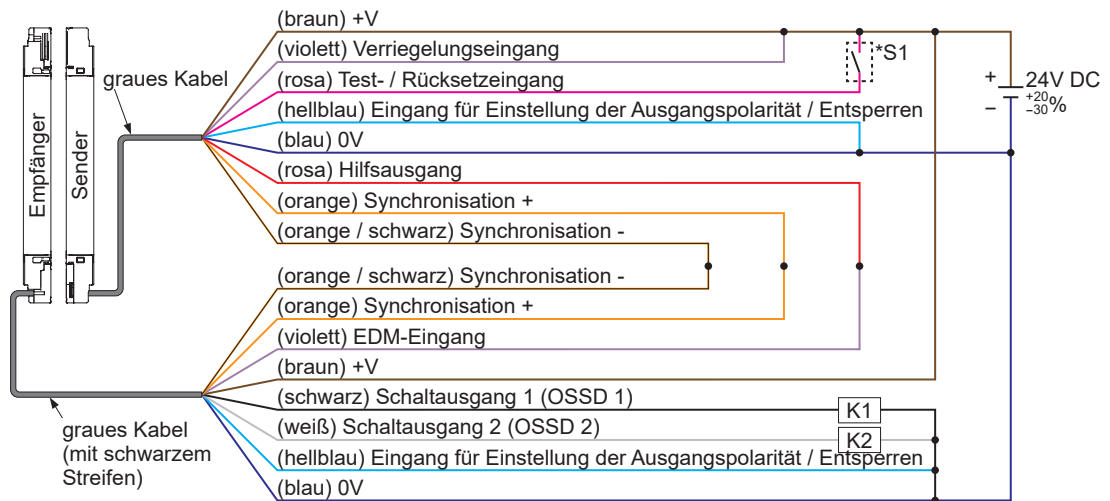 (braun) +V
(violett) Verriegelungseingang
*S1
graues Kabel
(rosa) Test- / Rücksetzeingang
+
24V DC
+20
−30 %
−
(hellblau) Eingang für Einstellung der Ausgangspolarität / Entsperren
(blau) 0V
Empfänger
Sender
(rosa) Hilfsausgang
(orange) Synchronisation +
(orange / schwarz) Synchronisation -
(orange / schwarz) Synchronisation -
(orange) Synchronisation +
(violett) EDM-Eingang
(braun) +V
(schwarz) Schaltausgang 1 (OSSD 1)
K1
(weiß) Schaltausgang 2 (OSSD 2)
K2
graues Kabel
(mit schwarzem
Streifen)
(hellblau) Eingang für Einstellung der Ausgangspolarität / Entsperren
(blau) 0V